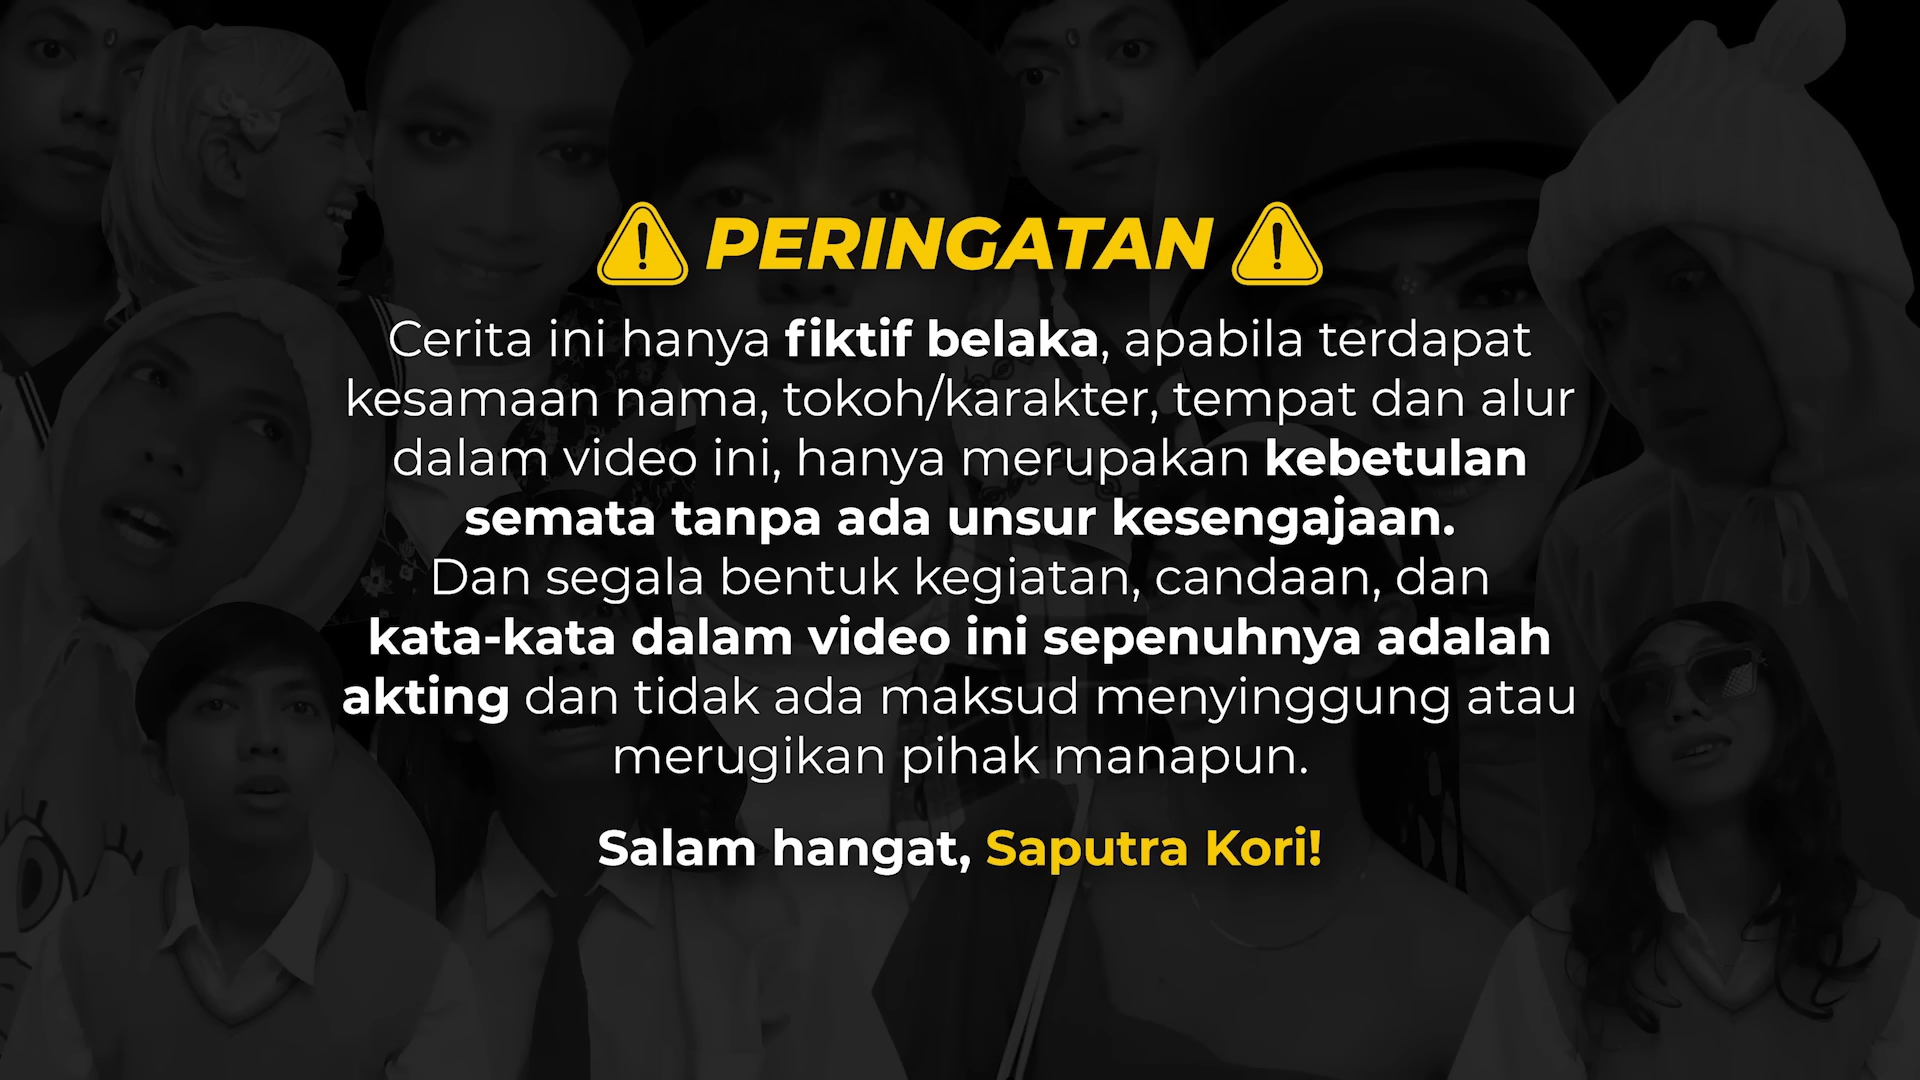 PERINGATAN
Cerita ini hanya fiktif belaka, apabila terdapat
kesamaan nama, tokoh/karakter, tempat dan alur
dalam video ini, hanya merupakan kebetulan
semata tanpa ada unsur kesengajaan.
Dan segala bentuk kegiatan, candaan, dan
kata-kata dalam video ini sepenuhnya adalah
akting dan tidak ada maksud menyinggung atau
merugikan pihak manapun.
Salam hangat, Saputra Kori!